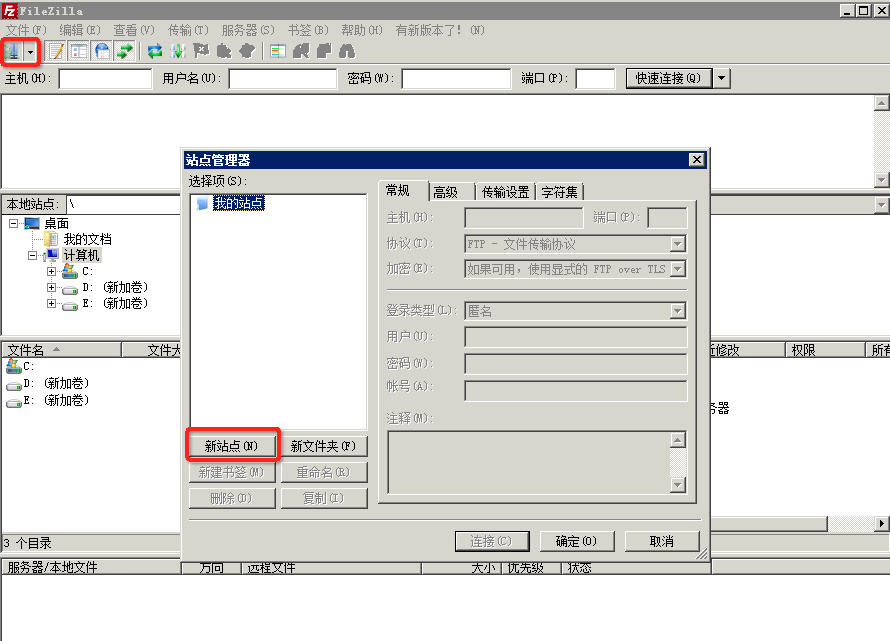 FileZilla
文件(F) 编辑(E) 查看(V) 传输(T) 服务器(S) 书签(B) 帮助(H) 有新版本了! (N)
主机(H): 用户名(U): 密码(W): 端口(P): 快速连接(Q)
站点管理器
选择项(S):
我的站点
常规 高级 传输设置 字符集
主机(H): 端口(P):
协议(T): FTP - 文件传输协议
加密(E): 如果可用，使用显式的 FTP over TLS
登录类型(L): 匿名
用户(U):
密码(W):
帐号(A):
注释(M):
新站点(N) 新文件夹(F)
新建书签(M) 重命名(R)
删除(D) 复制(I)
连接(C) 确定(O) 取消
本地站点: \
桌面
我的文档
计算机
C:
D: (新加卷)
E: (新加卷)
文件名 文件大
近修改 权限 所有
C:
D: (新加卷)
E: (新加卷)
务器
3 个目录
服务器/本地文件 方向 远程文件 大小 优先级 状态